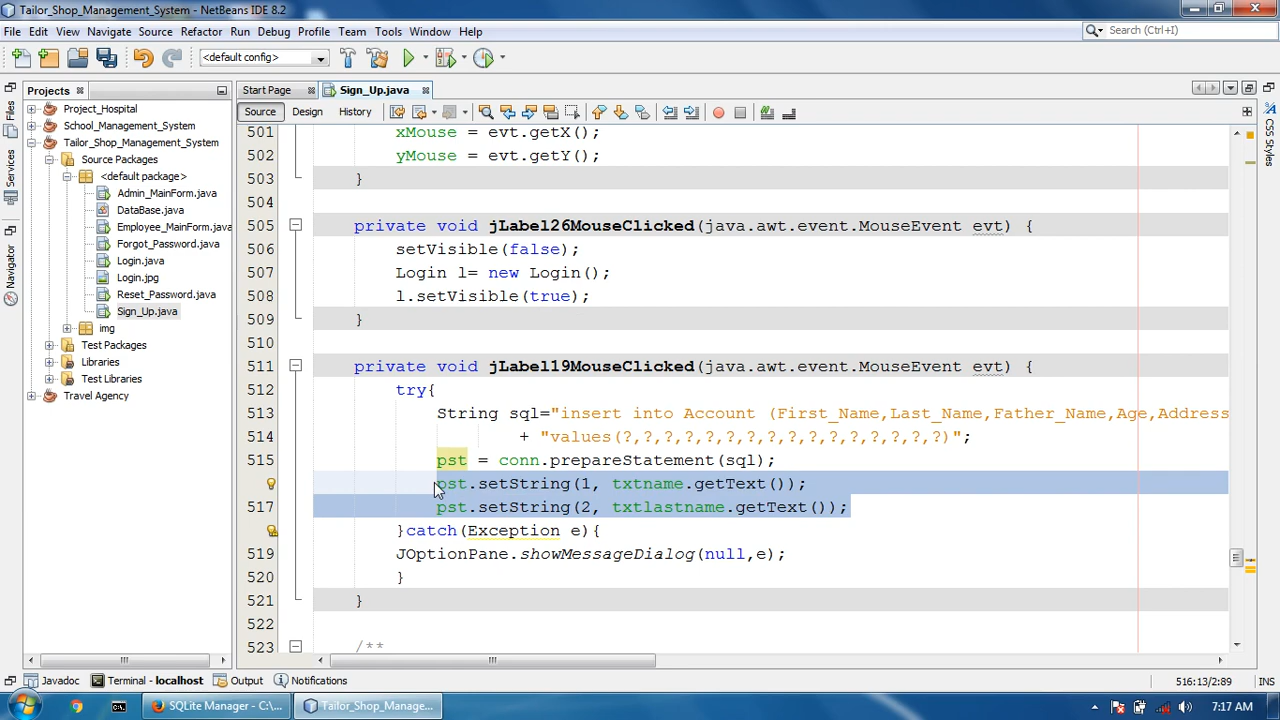 Tailor_Shop_Management_System - NetBeans IDE 8.2
File Edit View Navigate Source Refactor Run Debug Profile Team Tools Window Help
Search (Ctrl+I)
<default config>
Projects
Start Page
Sign_Up.java
Source Design History
Files
Services
Navigator
CSS Styles
Project_Hospital
School_Management_System
Tailor_Shop_Management_System
Source Packages
<default package>
Admin_MainForm.java
DataBase.java
Employee_MainForm.java
Forgot_Password.java
Login.java
Login.jpg
Reset_Password.java
Sign_Up.java
img
Test Packages
Libraries
Test Libraries
Travel Agency
501 xMouse = evt.getX();
502 yMouse = evt.getY();
503 }
504
505 private void jLabel26MouseClicked(java.awt.event.MouseEvent evt) {
506 setVisible(false);
507 Login l= new Login();
508 l.setVisible(true);
509 }
510
511 private void jLabel19MouseClicked(java.awt.event.MouseEvent evt) {
512 try{
513 String sql="insert into Account (First_Name,Last_Name,Father_Name,Age,Address
514 + "values(?,?,?,?,?,?,?,?,?,?,?,?,?,?,?)";
515 pst = conn.prepareStatement(sql);
pst.setString(1, txtname.getText());
517 pst.setString(2, txtlastname.getText());
}catch(Exception e){
519 JOptionPane.showMessageDialog(null,e);
520 }
521 }
522
523 /**
Javadoc Terminal - localhost Output Notifications
516:13/2:89 INS
SQLite Manager - C:\...
Tailor_Shop_Manage...
7:17 AM